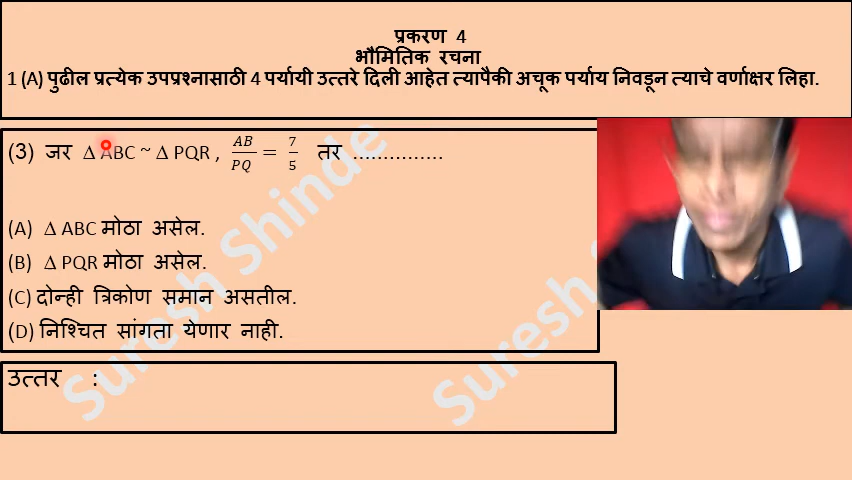 प्रकरण 4
भौमितिक रचना
1 (A) पुढील प्रत्येक उपप्रश्नासाठी 4 पर्यायी उत्तरे दिली आहेत त्यापैकी अचूक पर्याय निवडून त्याचे वर्णाक्षर लिहा.
(3) जर ∆ ABC ~ ∆ PQR , AB/PQ = 7/5 तर ...............
(A) ∆ ABC मोठा असेल.
(B) ∆ PQR मोठा असेल.
(C) दोन्ही त्रिकोण समान असतील.
(D) निश्चित सांगता येणार नाही.
उत्तर :
Suresh Shinde
Suresh S